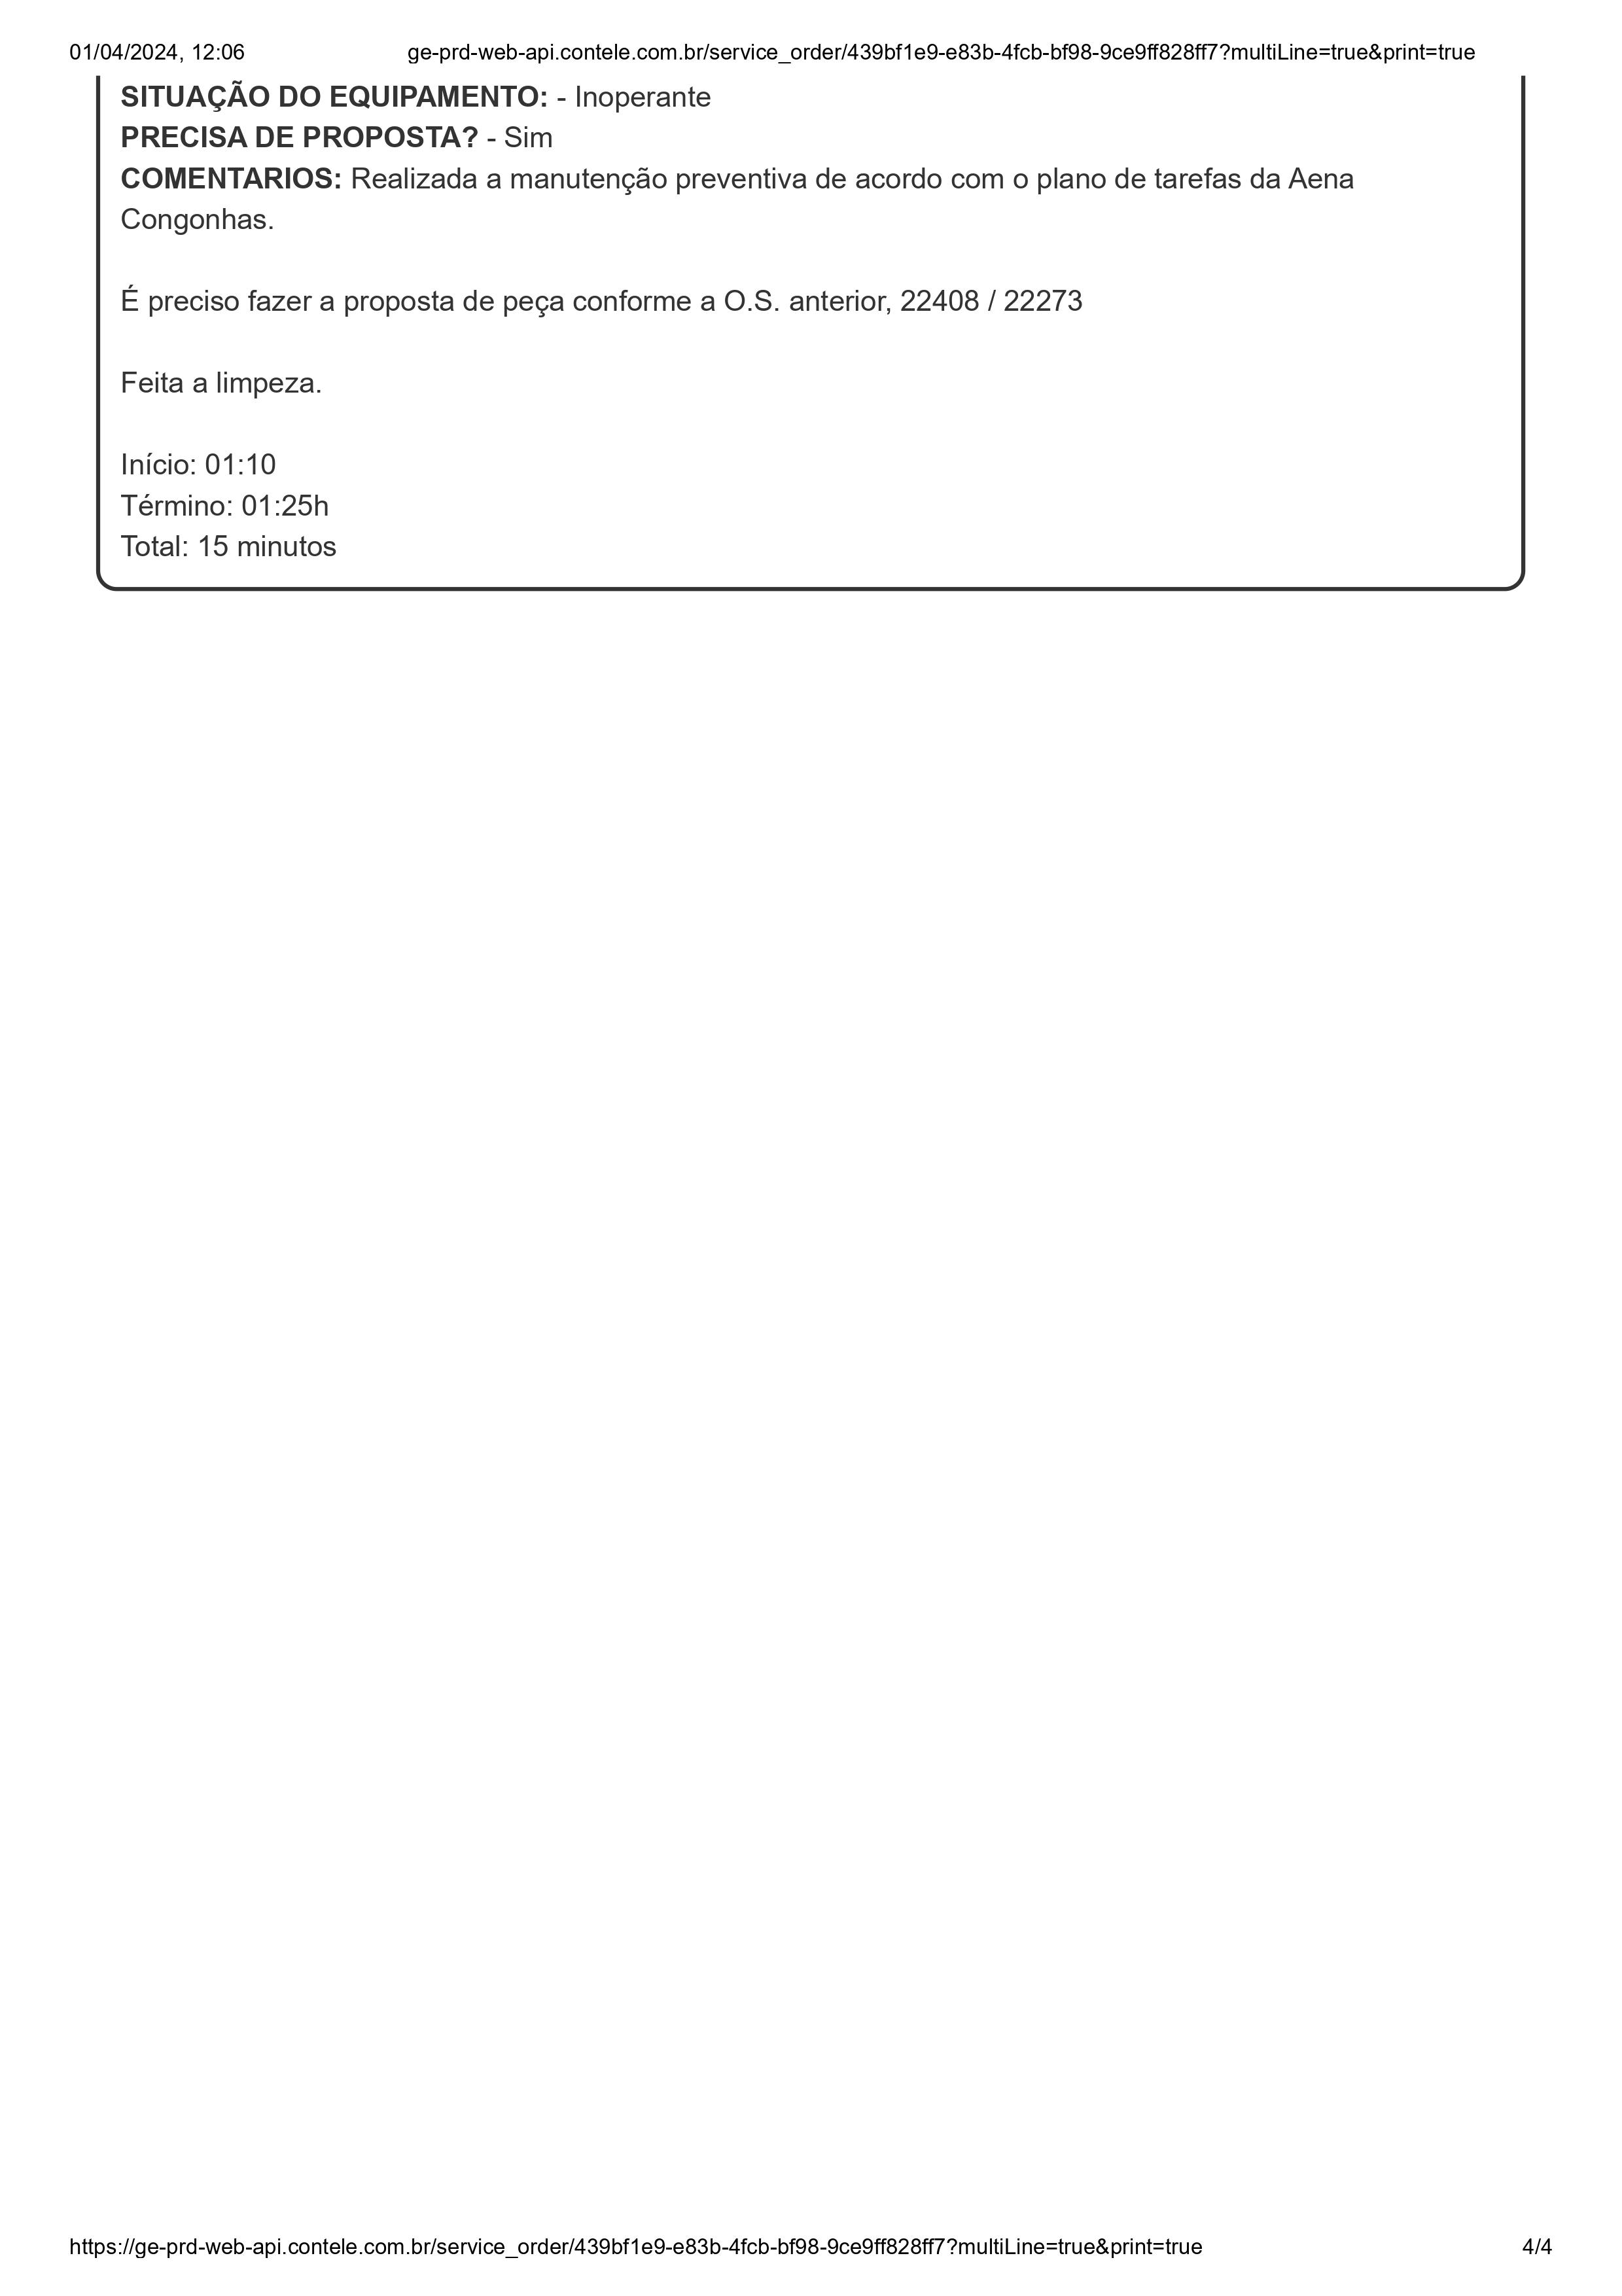 01/04/2024, 12:06 ge-prd-web-api.contele.com.br/service_order/439bf1e9-e83b-4fcb-bf98-9ce9ff828ff7?multiLine=true&print=true
SITUAÇÃO DO EQUIPAMENTO: - Inoperante
PRECISA DE PROPOSTA? - Sim
COMENTARIOS: Realizada a manutenção preventiva de acordo com o plano de tarefas da Aena
Congonhas.
É preciso fazer a proposta de peça conforme a O.S. anterior, 22408 / 22273
Feita a limpeza.
Início: 01:10
Término: 01:25h
Total: 15 minutos
https://ge-prd-web-api.contele.com.br/service_order/439bf1e9-e83b-4fcb-bf98-9ce9ff828ff7?multiLine=true&print=true 4/4